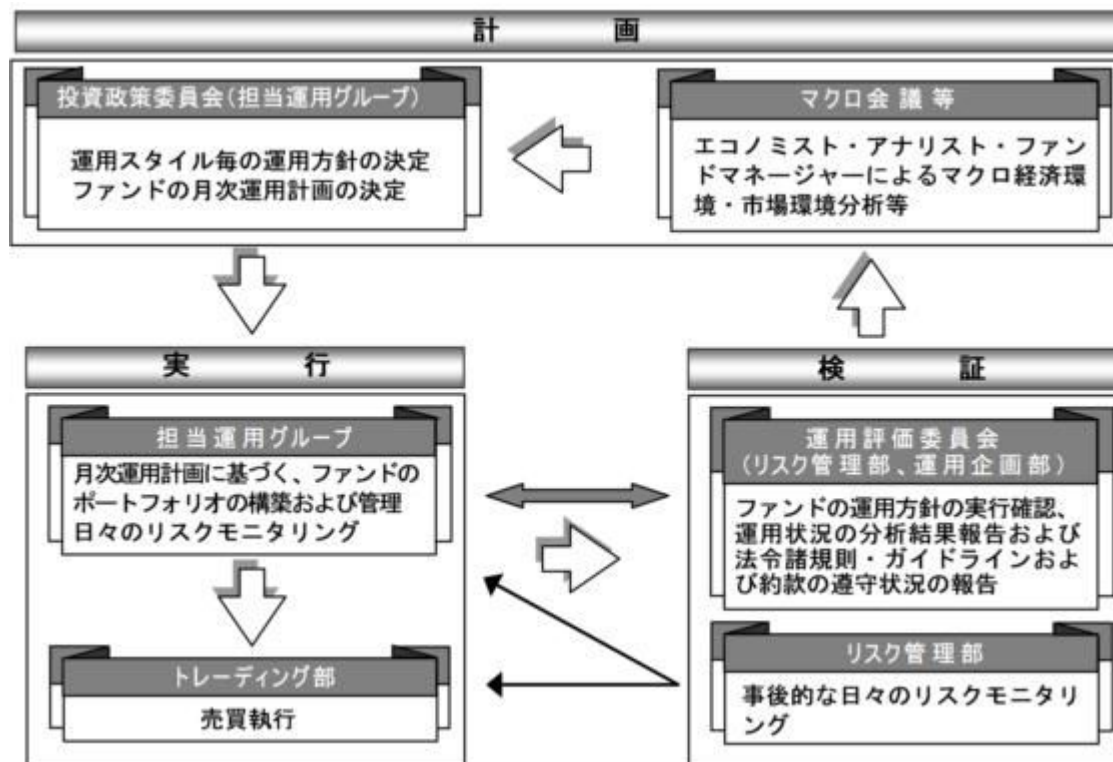 計画
投資政策委員会(担当運用グループ)
運用スタイル毎の運用方針の決定
ファンドの月次運用計画の決定
マクロ会議等
エコノミスト・アナリスト・ファン
ドマネージャーによるマクロ経済環
境・市場環境分析等
実行
担当運用グループ
月次運用計画に基づく、ファンドの
ポートフォリオの構築および管理
日々のリスクモニタリング
トレーディング部
売買執行
検証
運用評価委員会
(リスク管理部、運用企画部)
ファンドの運用方針の実行確認、
運用状況の分析結果報告および
法令諸規則・ガイドラインおよ
び約款の遵守状況の報告
リスク管理部
事後的な日々のリスクモニタリ
ング